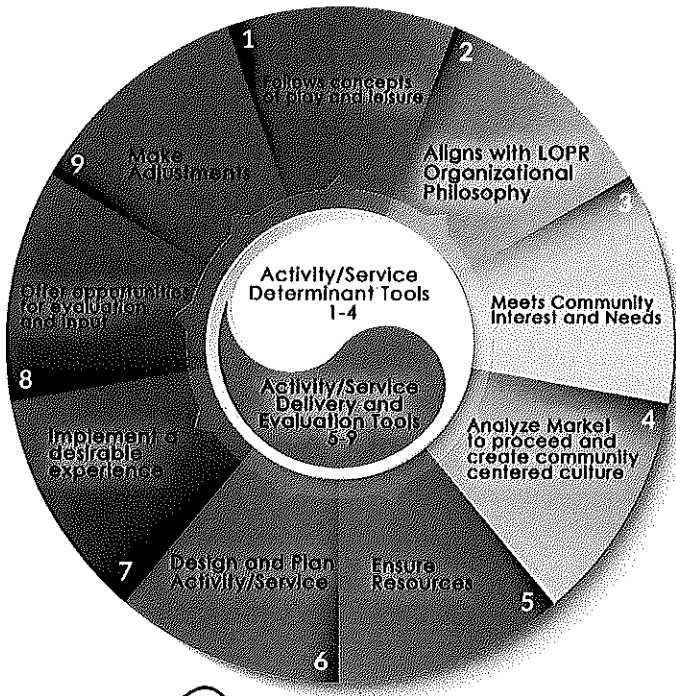 1
Follows concepts
of play and leisure
2
Aligns with LOPR
Organizational
Philosophy
3
Meets Community
Interest and Needs
4
Analyze Market
to proceed and
create community
centered culture
5
Ensure
Resources
6
Design and Plan
Activity/Service
7
Implement a
desirable
experience
8
Offer opportunities
for evaluation
and input
9
Make
Adjustments
Activity/Service
Determinant Tools
1-4
Activity/Service
Delivery and
Evaluation Tools
5-9